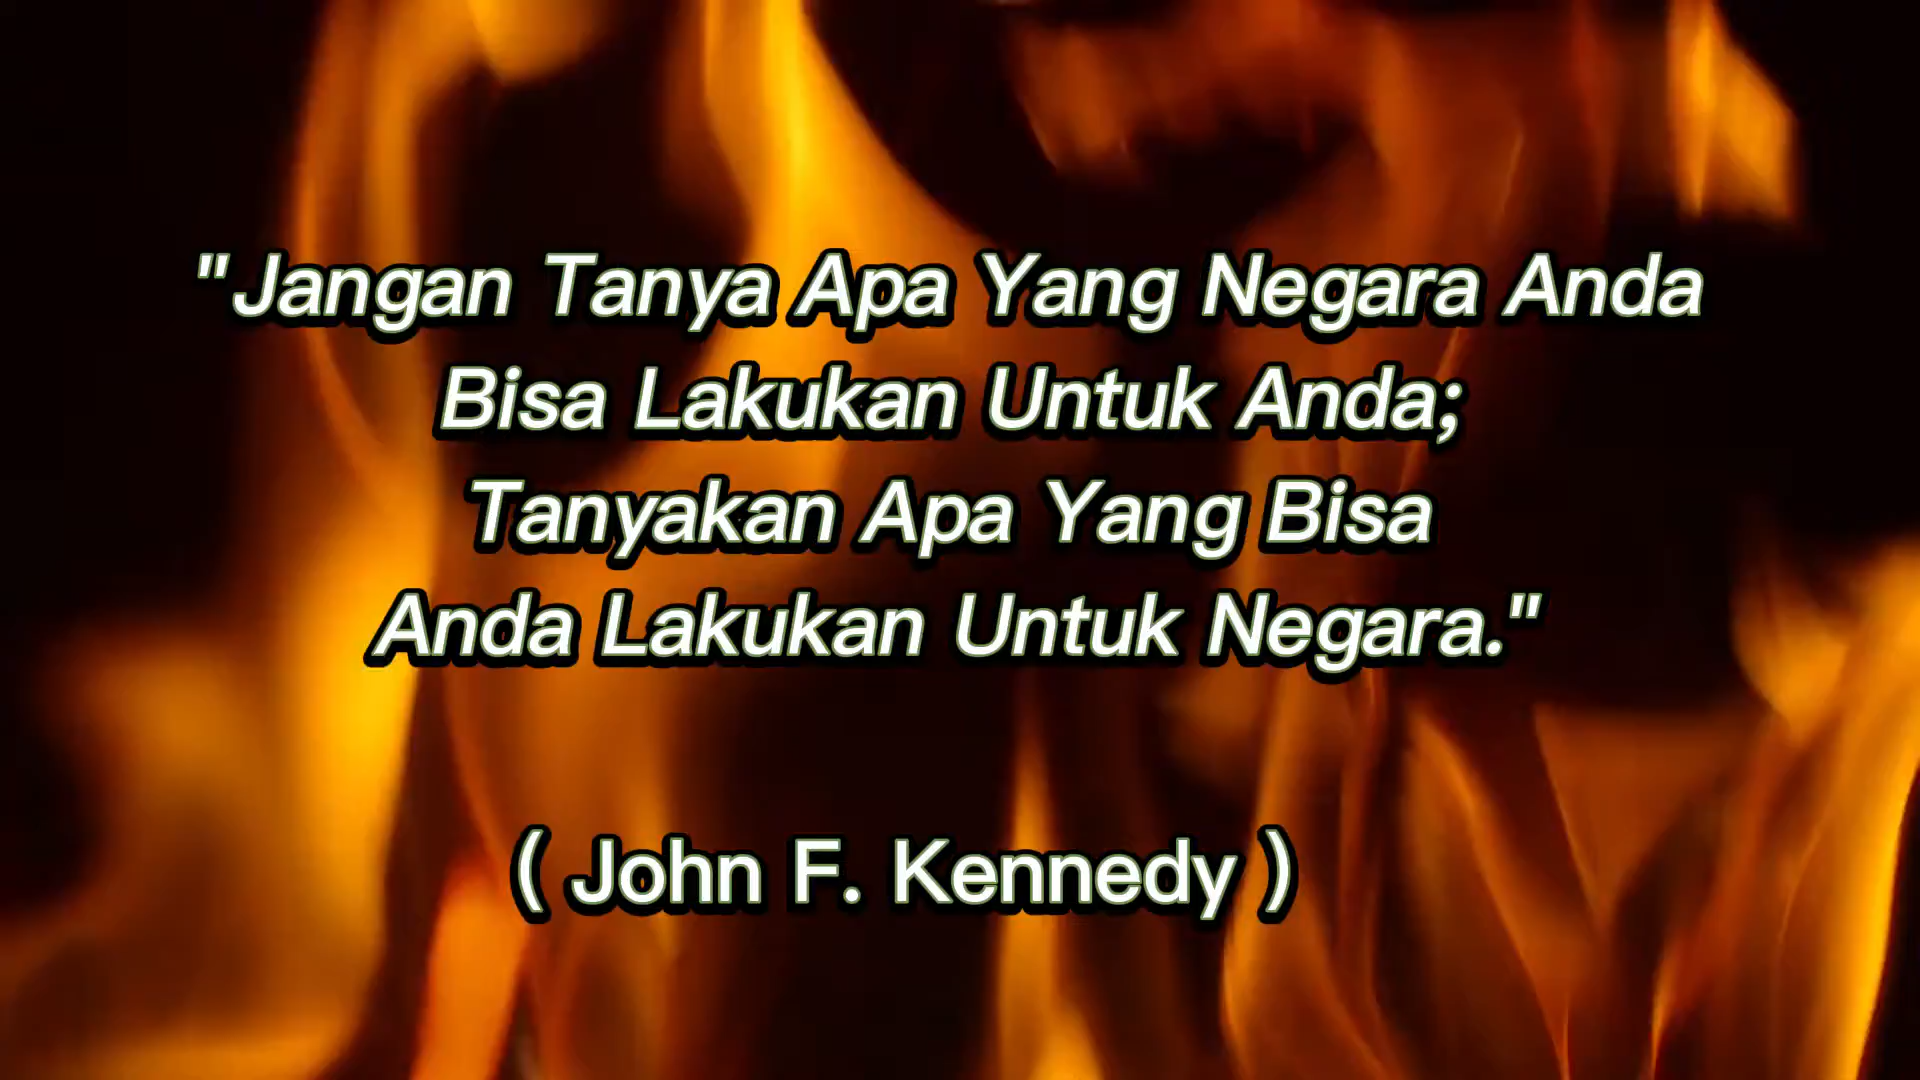 "Jangan Tanya Apa Yang Negara Anda
Bisa Lakukan Untuk Anda;
Tanyakan Apa Yang Bisa
Anda Lakukan Untuk Negara."
( John F. Kennedy )